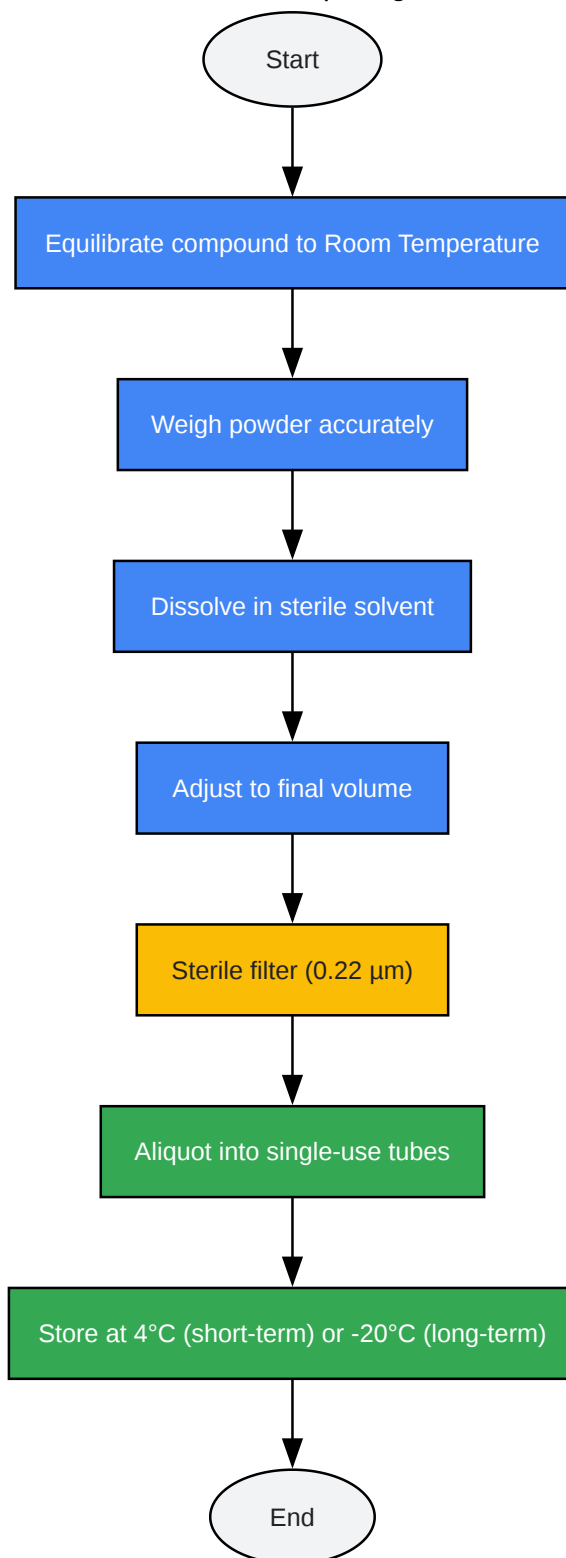 Start
Equilibrate compound to Room Temperature
Weigh powder accurately
Dissolve in sterile solvent
Adjust to final volume
Sterile filter (0.22 µm)
Aliquot into single-use tubes
Store at 4°C (short-term) or -20°C (long-term)
End